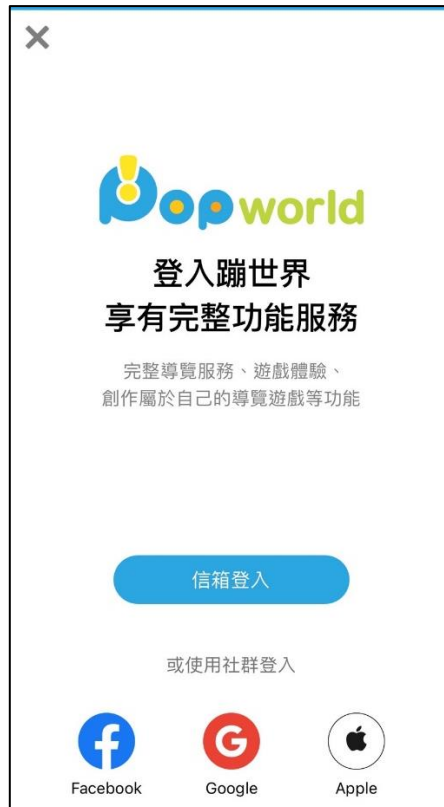 Popworld
登入蹦世界
享有完整功能服務
完整導覽服務、遊戲體驗、
創作屬於自己的導覽遊戲等功能
信箱登入
或使用社群登入
Facebook Google Apple